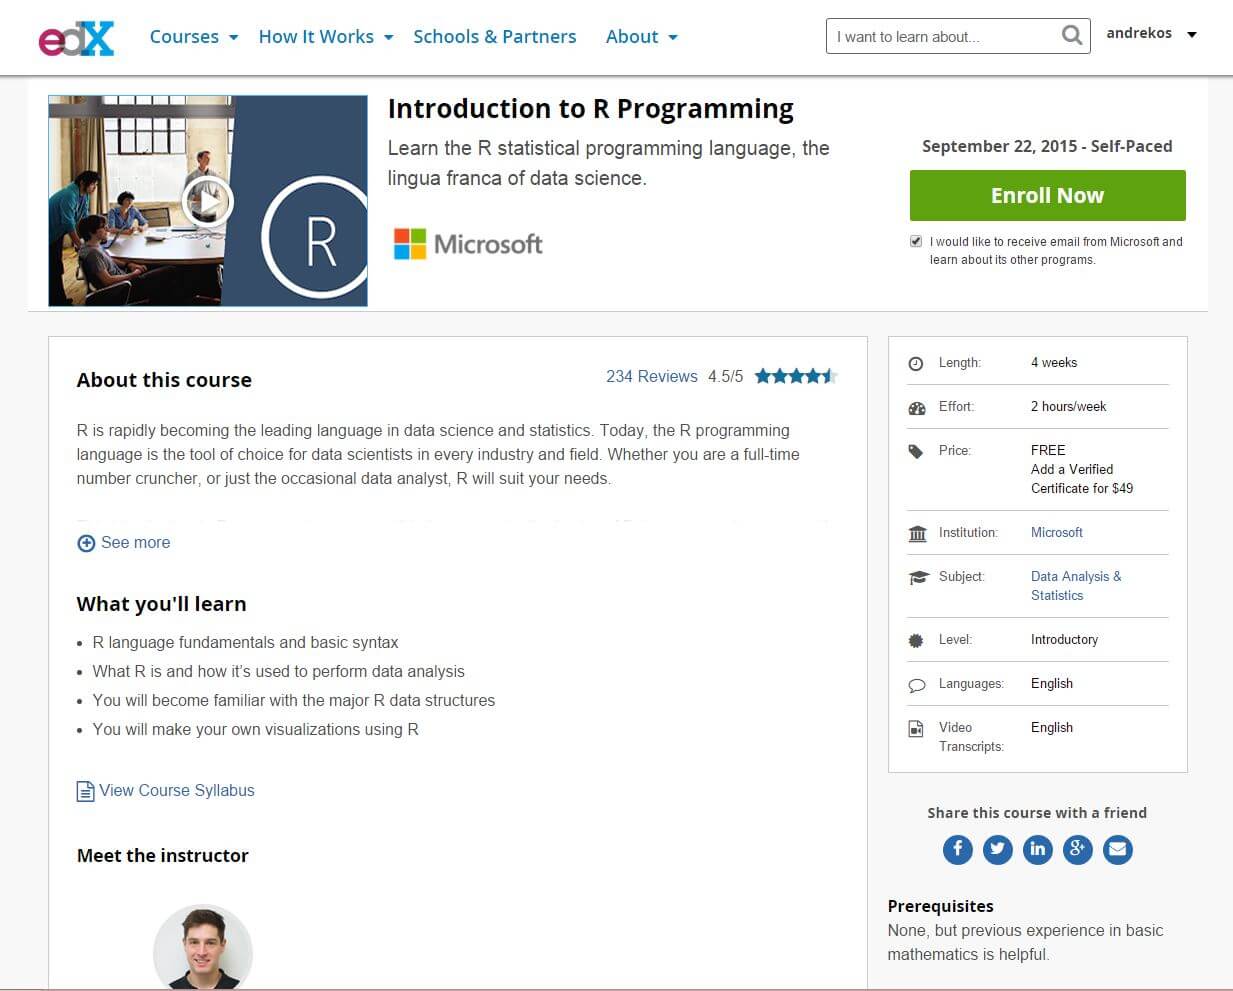 edX
Courses
How It Works
Schools & Partners
About
I want to learn about...
andrekos
R
Introduction to R Programming
Learn the R statistical programming language, the
lingua franca of data science.
Microsoft
September 22, 2015 - Self-Paced
Enroll Now
I would like to receive email from Microsoft and
learn about its other programs.
About this course
234 Reviews 4.5/5
R is rapidly becoming the leading language in data science and statistics. Today, the R programming
language is the tool of choice for data scientists in every industry and field. Whether you are a full-time
number cruncher, or just the occasional data analyst, R will suit your needs.
See more
What you'll learn
• R language fundamentals and basic syntax
• What R is and how it’s used to perform data analysis
• You will become familiar with the major R data structures
• You will make your own visualizations using R
View Course Syllabus
Meet the instructor
Length: 4 weeks
Effort: 2 hours/week
Price: FREE
Add a Verified
Certificate for $49
Institution: Microsoft
Subject: Data Analysis &
Statistics
Level: Introductory
Languages: English
Video English
Transcripts:
Share this course with a friend
f
in
g+
Prerequisites
None, but previous experience in basic
mathematics is helpful.